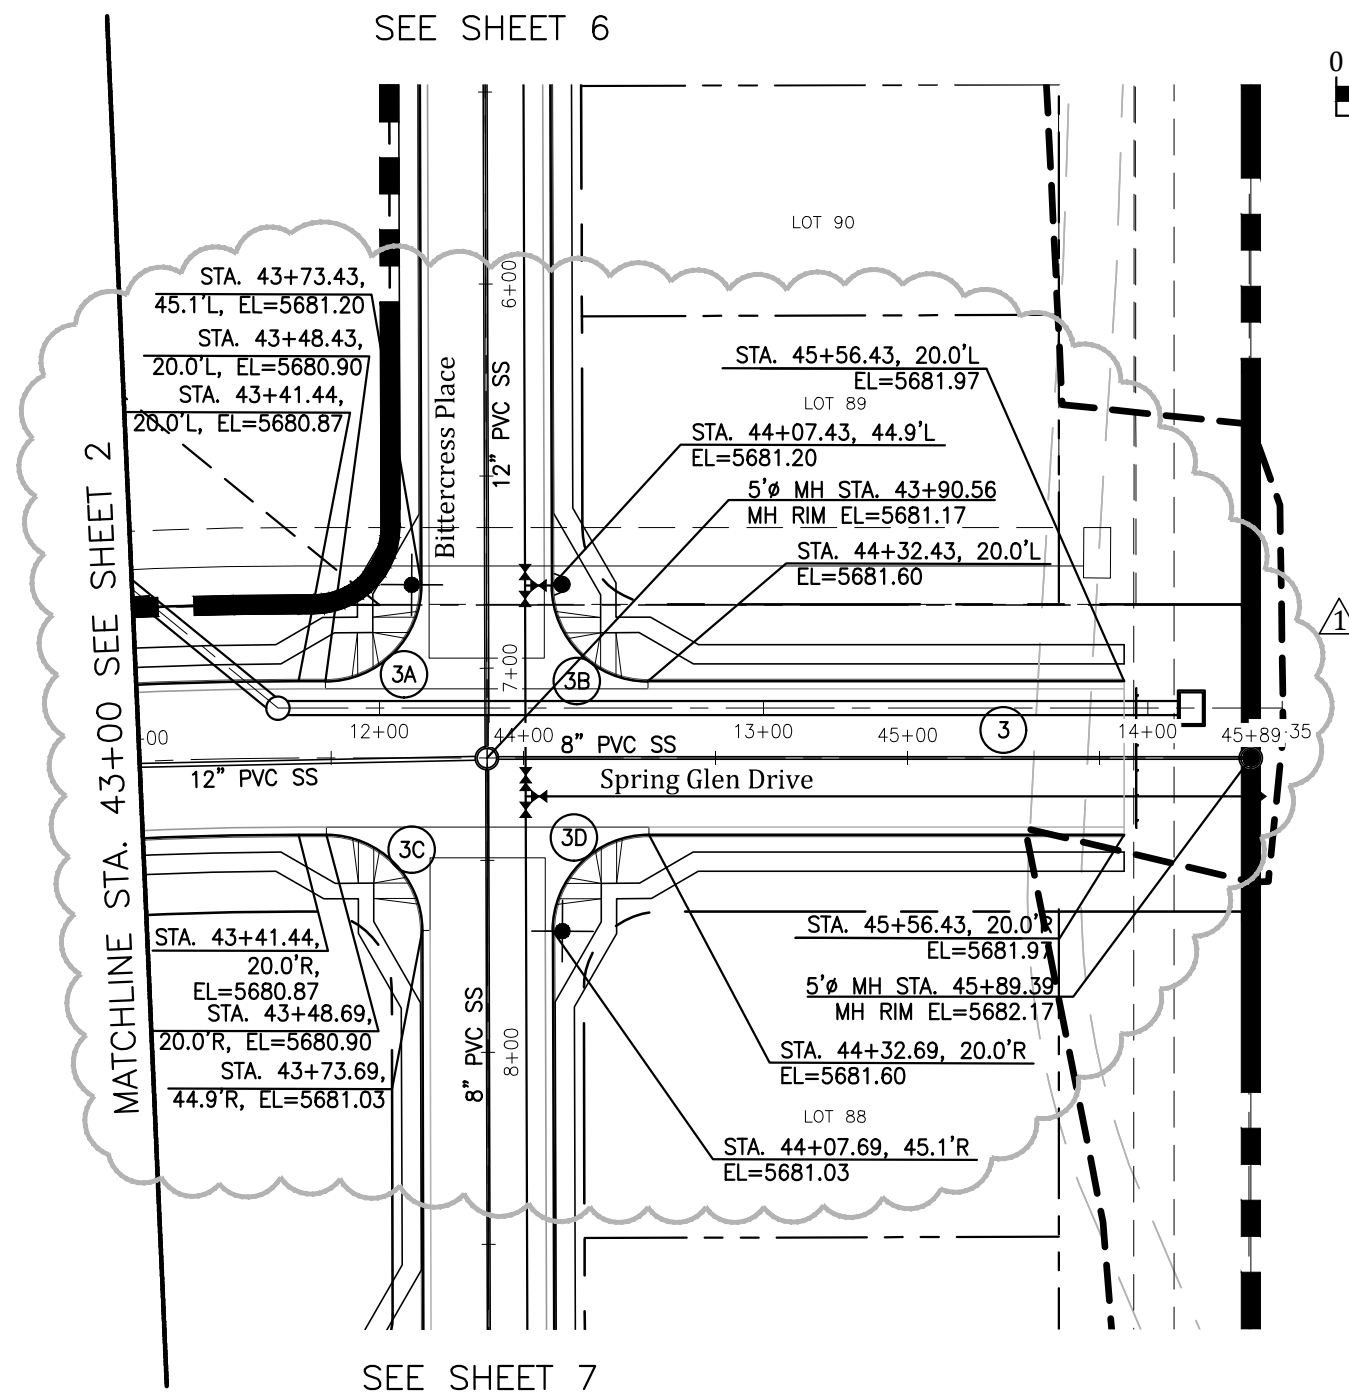 SEE SHEET 6
0
LOT 90
STA. 43+73.43,
45.1'L, EL=5681.20
STA. 43+48.43,
20.0'L, EL=5680.90
STA. 43+41.44,
20.0'L, EL=5680.87
6+00
Bittercress Place
12" PVC SS
STA. 45+56.43, 20.0'L
EL=5681.97
LOT 89
STA. 44+07.43, 44.9'L
EL=5681.20
5'ø MH STA. 43+90.56
MH RIM EL=5681.17
STA. 44+32.43, 20.0'L
EL=5681.60
MATCHLINE STA. 43+00 SEE SHEET 2
1
3A
7+00
3B
3
+00
12+00
44+00
13+00
45+00
14+00
45+89.35
8" PVC SS
12" PVC SS
Spring Glen Drive
3C
3D
STA. 43+41.44,
20.0'R,
EL=5680.87
STA. 43+48.69,
20.0'R, EL=5680.90
STA. 43+73.69,
44.9'R, EL=5681.03
8" PVC SS
8+00
STA. 45+56.43, 20.0'R
EL=5681.97
5'ø MH STA. 45+89.39
MH RIM EL=5682.17
STA. 44+32.69, 20.0'R
EL=5681.60
LOT 88
STA. 44+07.69, 45.1'R
EL=5681.03
SEE SHEET 7